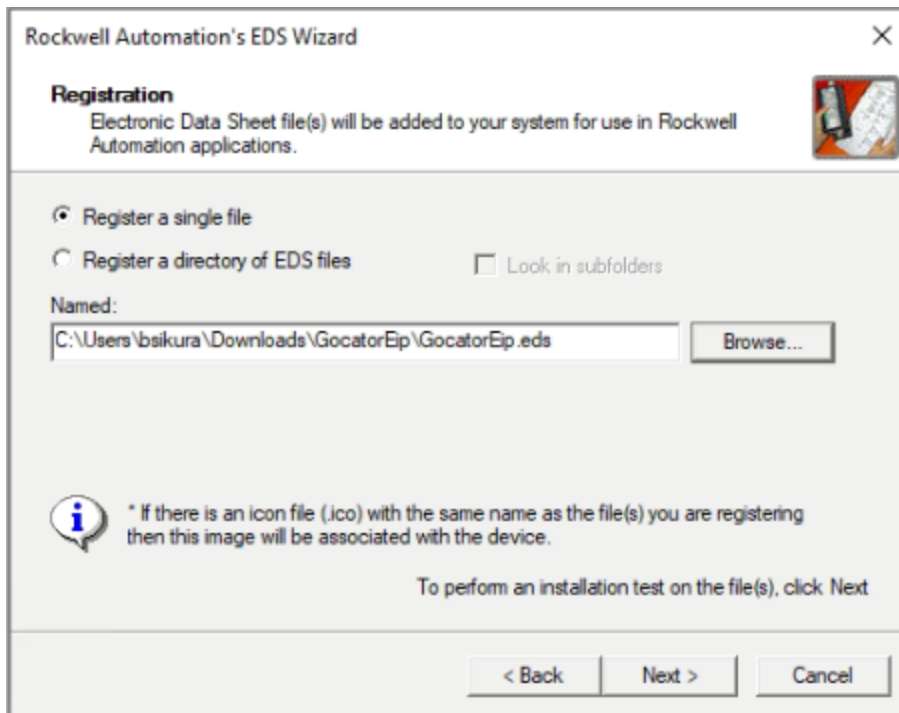 Rockwell Automation's EDS Wizard
Registration
Electronic Data Sheet file(s) will be added to your system for use in Rockwell
Automation applications.
Register a single file
Register a directory of EDS files
Look in subfolders
Named:
C:\Users\bsikura\Downloads\GocatorEip\GocatorEip.eds
Browse...
* If there is an icon file (.ico) with the same name as the file(s) you are registering
then this image will be associated with the device.
To perform an installation test on the file(s), click Next
< Back
Next >
Cancel